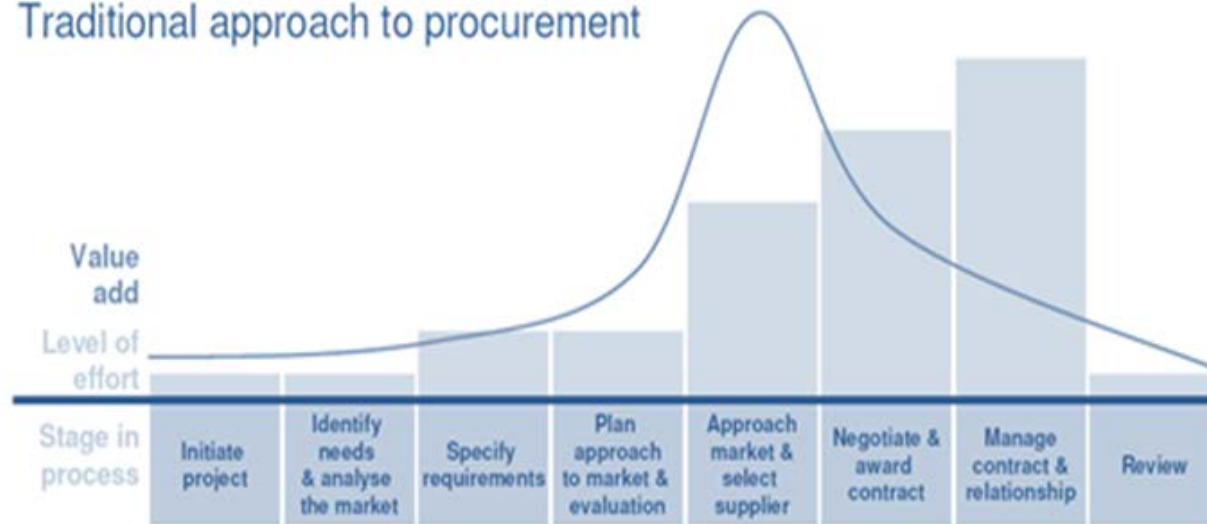 Traditional approach to procurement
Value
add
Level of
effort
Stage in
process
Initiate
project
Identify
needs
& analyse
the market
Specify
requirements
Plan
approach
to market &
evaluation
Approach
market &
select
supplier
Negotiate &
award
contract
Manage
contract &
relationship
Review